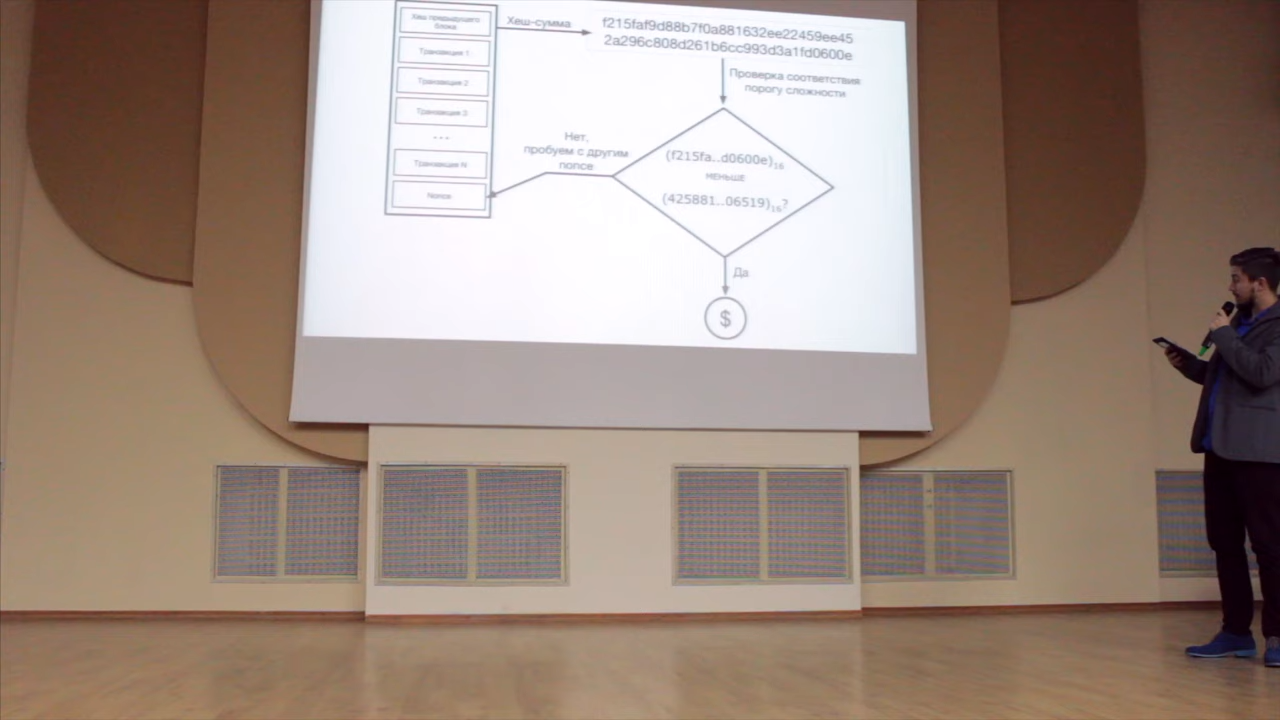 Хеш предыдущего
блока
Транзакция 1
Транзакция 2
Транзакция 3
...
Транзакция N
Nonce
Хеш-сумма
f215faf9d88b7f0a881632ee22459ee45
2a296c808d261b6cc993d3a1fd0600e
Проверка соответствия
порогу сложности
(f215fa..d0600e)16
МЕНЬШЕ
(425881..06519)16?
Нет,
пробуем с другим
nonce
Да
$